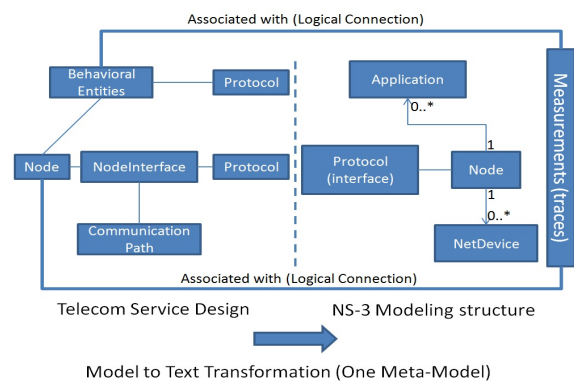 Associated with (Logical Connection)
Behavioral
Entities
Protocol
Node
NodeInterface
Protocol
Communication
Path
Application
0..*
1
Protocol
(interface)
Node
1
0..*
NetDevice
Measurements (traces)
Associated with (Logical Connection)
Telecom Service Design
NS-3 Modeling structure
Model to Text Transformation (One Meta-Model)